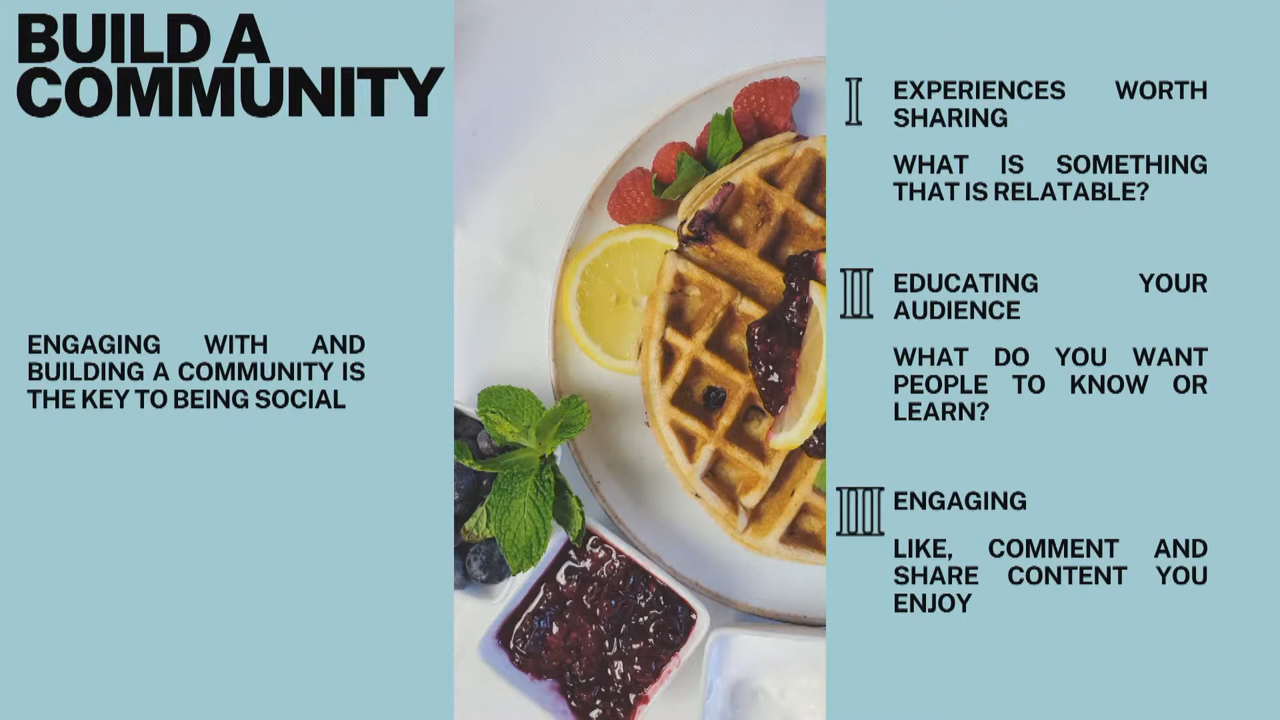 BUILD A
COMMUNITY
ENGAGING WITH AND
BUILDING A COMMUNITY IS
THE KEY TO BEING SOCIAL
I
EXPERIENCES WORTH
SHARING
WHAT IS SOMETHING
THAT IS RELATABLE?
II
EDUCATING YOUR
AUDIENCE
WHAT DO YOU WANT
PEOPLE TO KNOW OR
LEARN?
III
ENGAGING
LIKE, COMMENT AND
SHARE CONTENT YOU
ENJOY